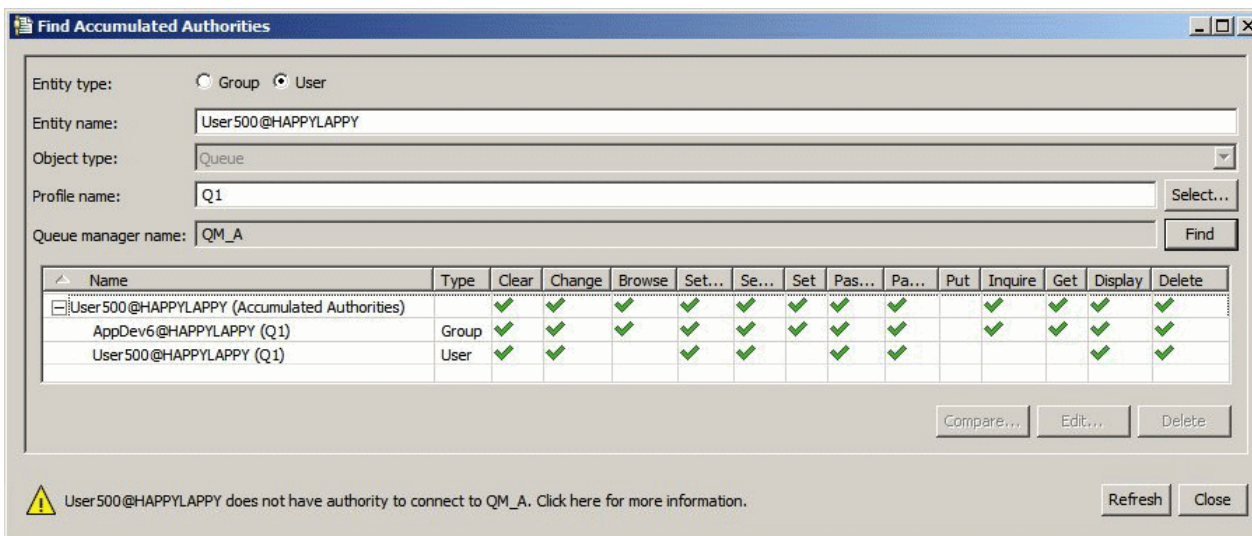 Find Accumulated Authorities
Entity type: Group User
Entity name: User500@HAPPYLAPPY
Object type: Queue
Profile name: Q1 Select...
Queue manager name: QM_A Find
Name Type Clear Change Browse Set... Se... Set Pas... Pa... Put Inquire Get Display Delete
User500@HAPPYLAPPY (Accumulated Authorities)
AppDev6@HAPPYLAPPY (Q1) Group
User500@HAPPYLAPPY (Q1) User
Compare... Edit... Delete
User500@HAPPYLAPPY does not have authority to connect to QM_A. Click here for more information. Refresh Close